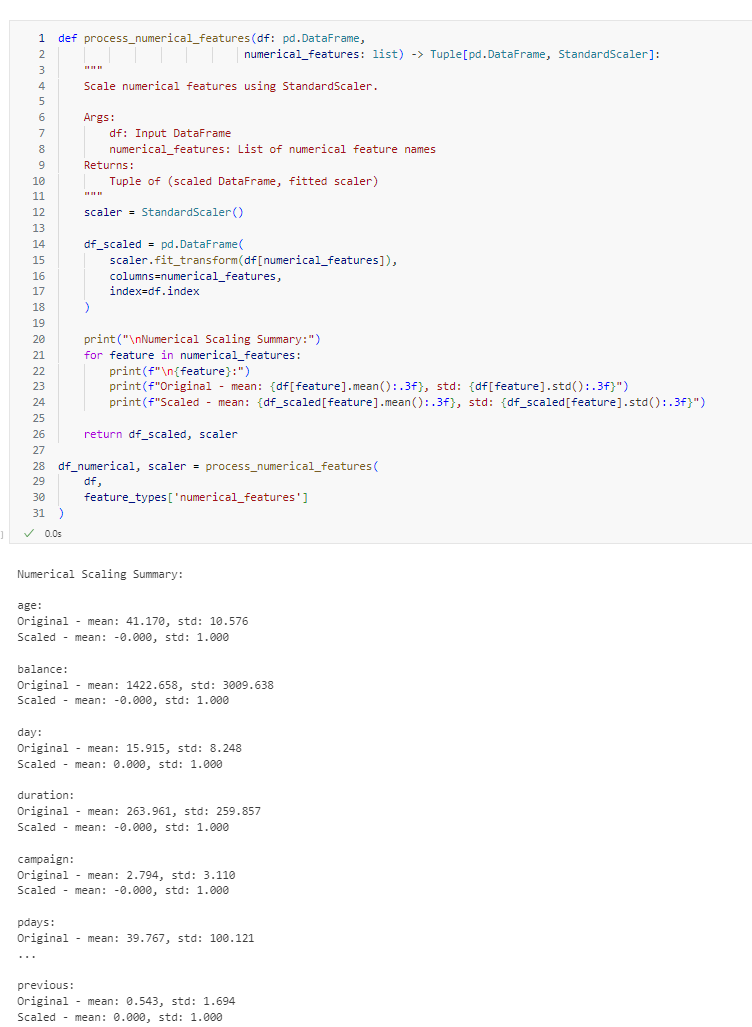 1 def process_numerical_features(df: pd.DataFrame,
2 numerical_features: list) -> Tuple[pd.DataFrame, StandardScaler]:
3 """
4 Scale numerical features using StandardScaler.
5
6 Args:
7 df: Input DataFrame
8 numerical_features: List of numerical feature names
9 Returns:
10 Tuple of (scaled DataFrame, fitted scaler)
11 """
12 scaler = StandardScaler()
13
14 df_scaled = pd.DataFrame(
15 scaler.fit_transform(df[numerical_features]),
16 columns=numerical_features,
17 index=df.index
18 )
19
20 print("\nNumerical Scaling Summary:")
21 for feature in numerical_features:
22 print(f"\n{feature}:")
23 print(f"Original - mean: {df[feature].mean():.3f}, std: {df[feature].std():.3f}")
24 print(f"Scaled - mean: {df_scaled[feature].mean():.3f}, std: {df_scaled[feature].std():.3f}")
25
26 return df_scaled, scaler
27
28 df_numerical, scaler = process_numerical_features(
29 df,
30 feature_types['numerical_features']
31 )
] ✓ 0.0s
Numerical Scaling Summary:
age:
Original - mean: 41.170, std: 10.576
Scaled - mean: -0.000, std: 1.000
balance:
Original - mean: 1422.658, std: 3009.638
Scaled - mean: -0.000, std: 1.000
day:
Original - mean: 15.915, std: 8.248
Scaled - mean: 0.000, std: 1.000
duration:
Original - mean: 263.961, std: 259.857
Scaled - mean: -0.000, std: 1.000
campaign:
Original - mean: 2.794, std: 3.110
Scaled - mean: -0.000, std: 1.000
pdays:
Original - mean: 39.767, std: 100.121
...
previous:
Original - mean: 0.543, std: 1.694
Scaled - mean: 0.000, std: 1.000